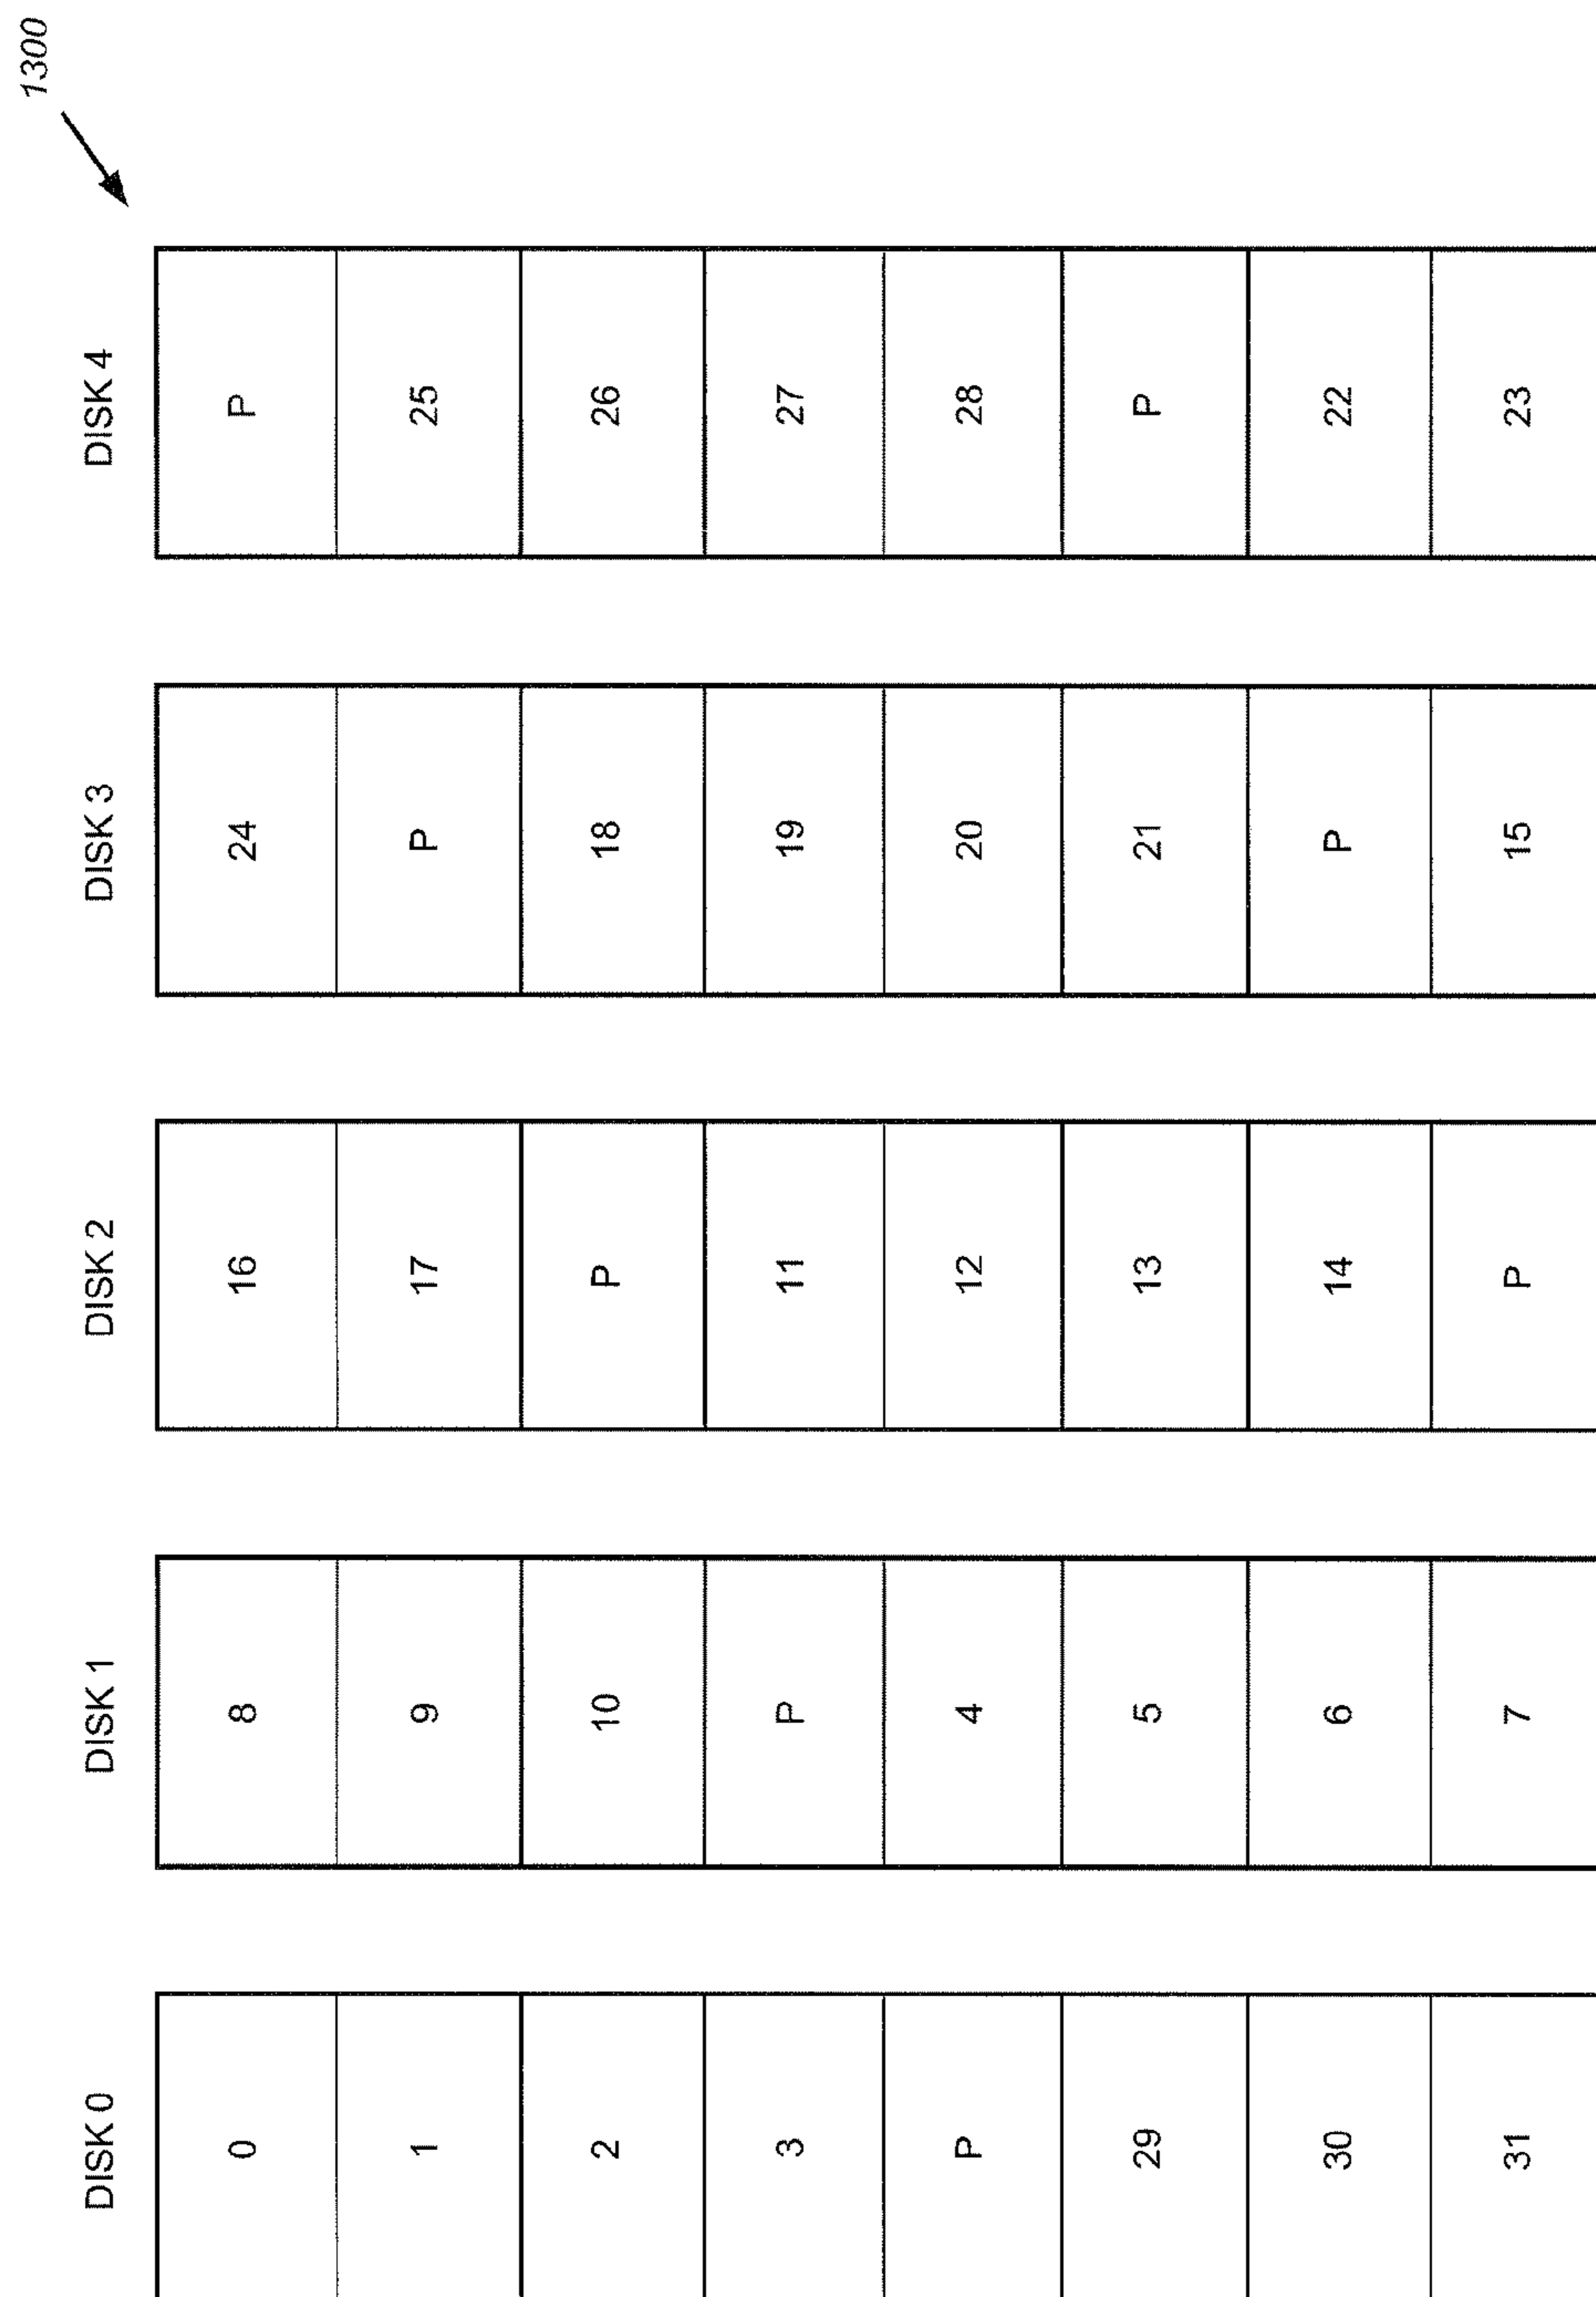 1300
DISK 0 DISK 1 DISK 2 DISK 3 DISK 4
0 8 16 24 P
1 9 17 P 25
2 10 P 18 26
3 P 11 19 27
P 4 12 20 28
29 5 13 21 P
30 6 14 P 22
31 7 P 15 23